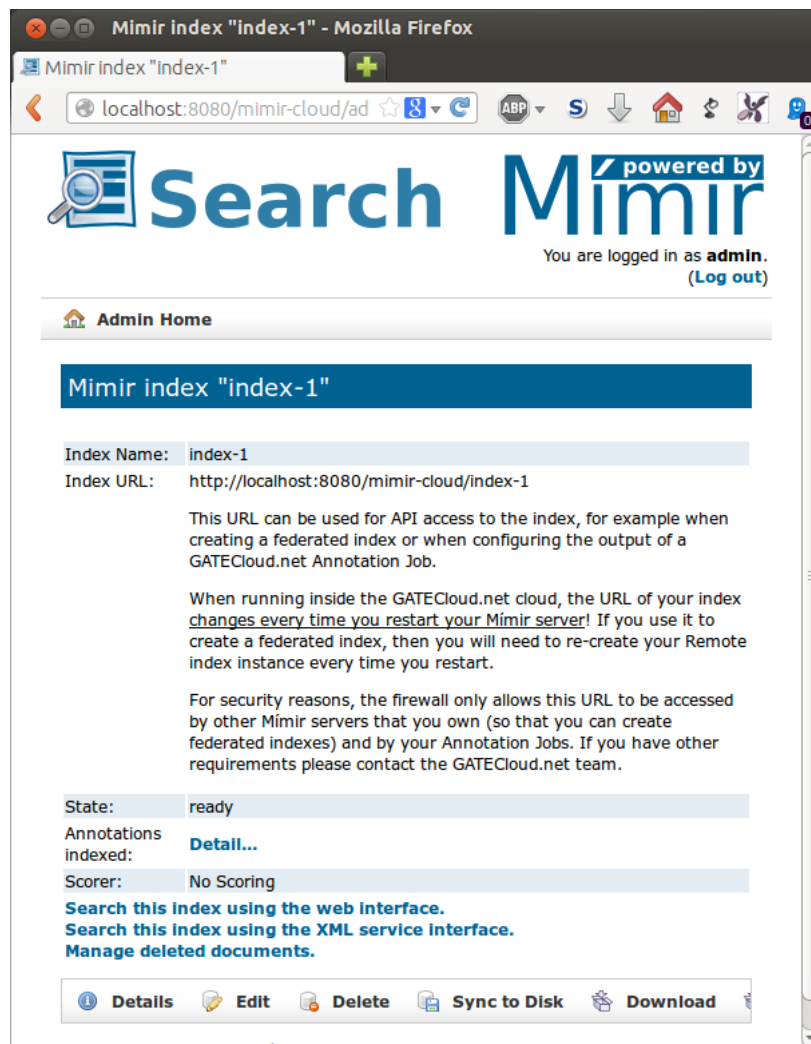 Mimir index "index-1" - Mozilla Firefox
Mimir index "index-1"
localhost:8080/mimir-cloud/ad
8
ABP
S
0
Search
powered by
Mímir
You are logged in as admin.
(Log out)
Admin Home
Mimir index "index-1"
Index Name: index-1
Index URL: http://localhost:8080/mimir-cloud/index-1
This URL can be used for API access to the index, for example when
creating a federated index or when configuring the output of a
GATECloud.net Annotation Job.
When running inside the GATECloud.net cloud, the URL of your index
changes every time you restart your Mímir server! If you use it to
create a federated index, then you will need to re-create your Remote
index instance every time you restart.
For security reasons, the firewall only allows this URL to be accessed
by other Mímir servers that you own (so that you can create
federated indexes) and by your Annotation Jobs. If you have other
requirements please contact the GATECloud.net team.
State: ready
Annotations
indexed: Detail...
Scorer: No Scoring
Search this index using the web interface.
Search this index using the XML service interface.
Manage deleted documents.
Details Edit Delete Sync to Disk Download